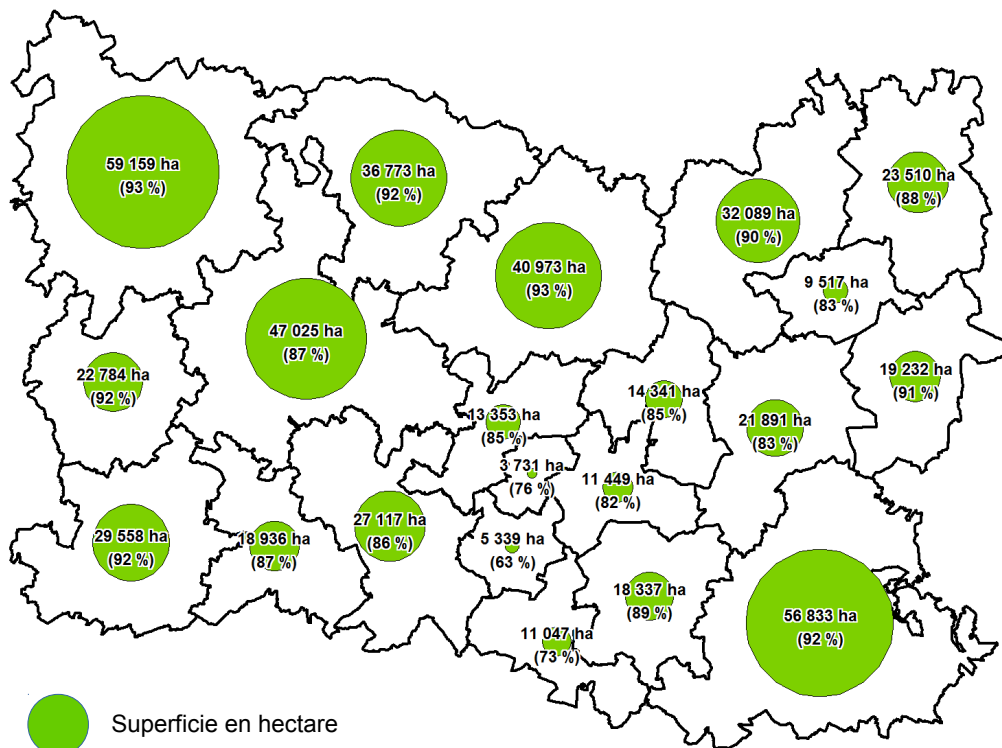 59 159 ha
(93 %)
36 773 ha
(92 %)
23 510 ha
(88 %)
32 089 ha
(90 %)
40 973 ha
(93 %)
9 517 ha
(83 %)
47 025 ha
(87 %)
22 784 ha
(92 %)
19 232 ha
(91 %)
14 341 ha
(85 %)
13 353 ha
(85 %)
21 891 ha
(83 %)
3 731 ha
(76 %)
11 449 ha
(82 %)
27 117 ha
(86 %)
29 558 ha
(92 %)
18 936 ha
(87 %)
5 339 ha
(63 %)
18 337 ha
(89 %)
56 833 ha
(92 %)
11 047 ha
(73 %)
Superficie en hectare